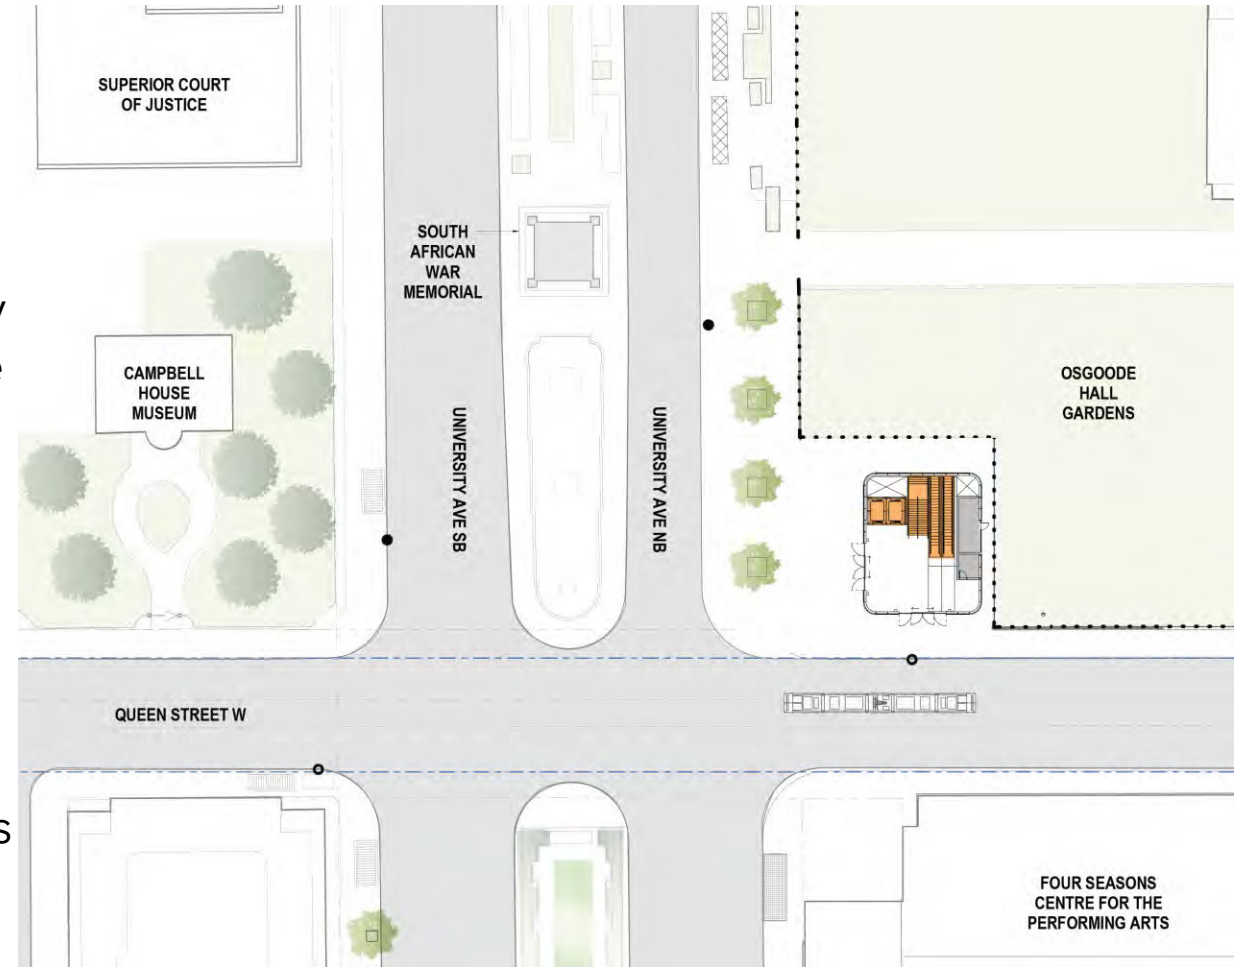 SUPERIOR COURT
OF JUSTICE
SOUTH
AFRICAN
WAR
MEMORIAL
y
e
CAMPBELL
HOUSE
MUSEUM
OSGOODE
HALL
GARDENS
UNIVERSITY AVE SB
UNIVERSITY AVE NB
QUEEN STREET W
s
FOUR SEASONS
CENTRE FOR THE
PERFORMING ARTS